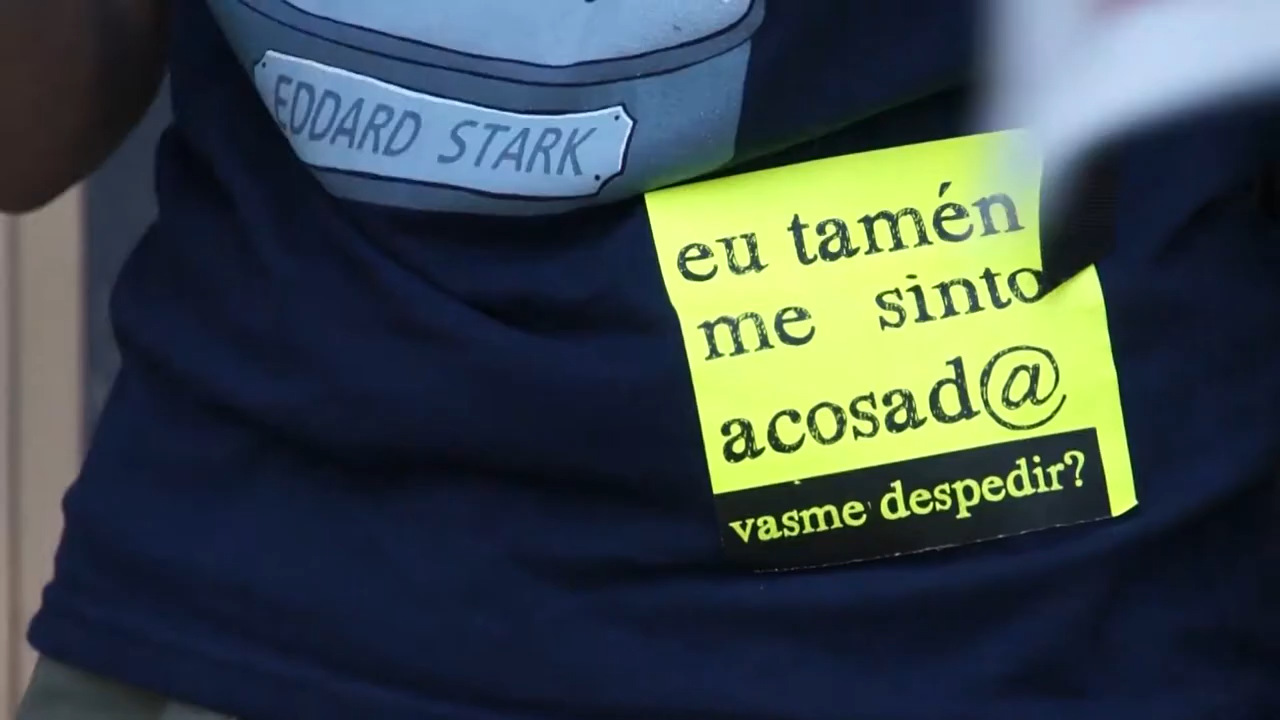 EDDARD STARK
eu tamén
me sinto
acosad@
vasme despedir?